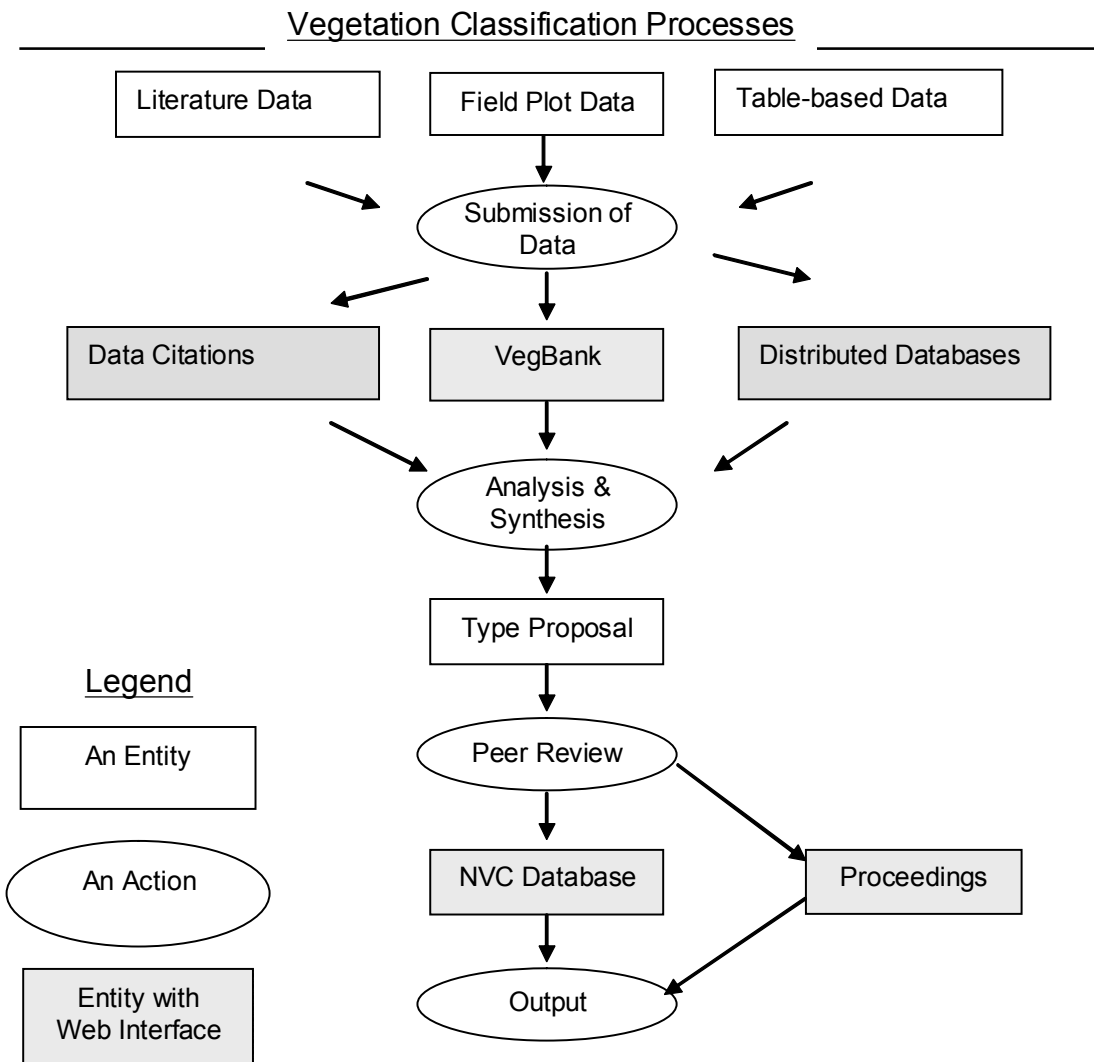 Vegetation Classification Processes
Literature Data
Field Plot Data
Table-based Data
Submission of
Data
Data Citations
VegBank
Distributed Databases
Analysis &
Synthesis
Type Proposal
Legend
An Entity
Peer Review
An Action
NVC Database
Proceedings
Entity with
Web Interface
Output